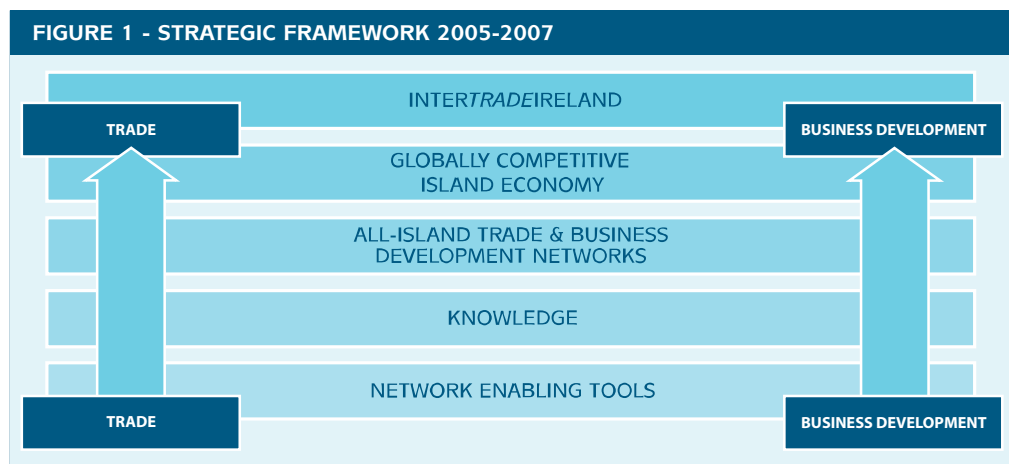 FIGURE 1 - STRATEGIC FRAMEWORK 2005-2007
INTERTRADEIRELAND
TRADE
BUSINESS DEVELOPMENT
GLOBALLY COMPETITIVE
ISLAND ECONOMY
ALL-ISLAND TRADE & BUSINESS
DEVELOPMENT NETWORKS
KNOWLEDGE
NETWORK ENABLING TOOLS
TRADE
BUSINESS DEVELOPMENT